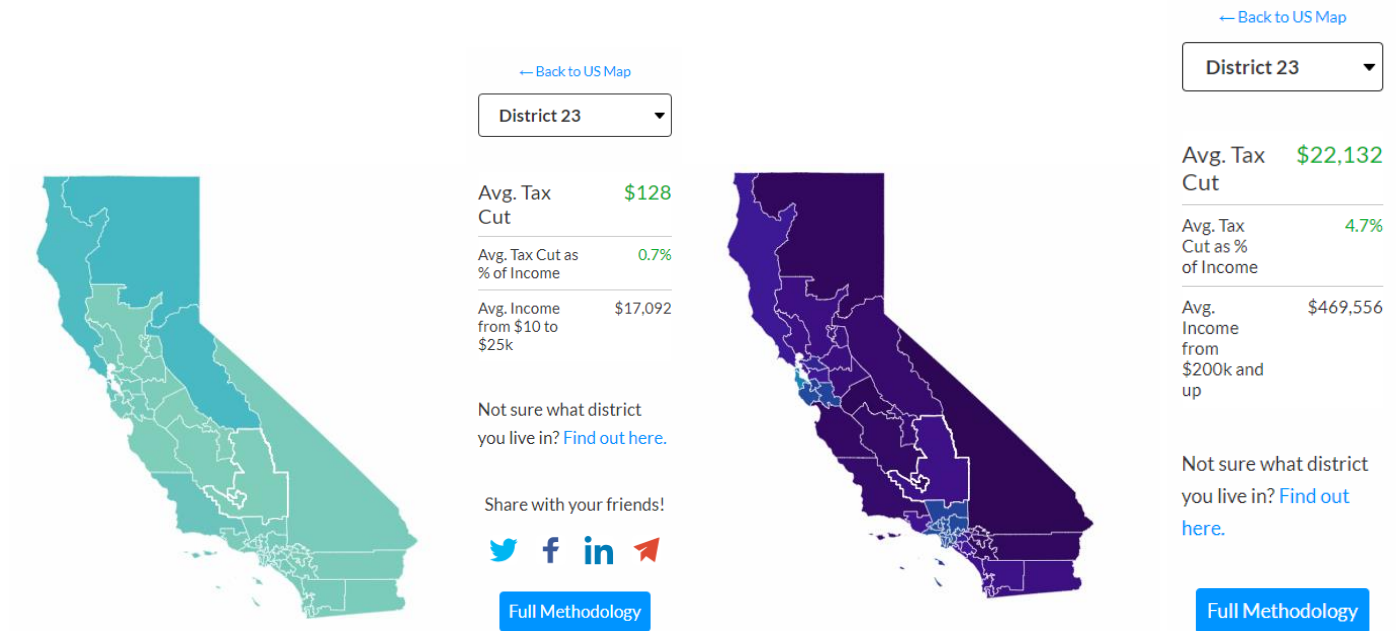 ← Back to US Map
District 23
Avg. Tax
Cut
$128
Avg. Tax Cut as
% of Income
0.7%
Avg. Income
from $10 to
$25k
$17,092
Not sure what district
you live in? Find out here.
Share with your friends!
Full Methodology
← Back to US Map
District 23
Avg. Tax
Cut
$22,132
Avg. Tax
Cut as %
of Income
4.7%
Avg.
Income
from
$200k and
up
$469,556
Not sure what district
you live in? Find out
here.
Full Methodology